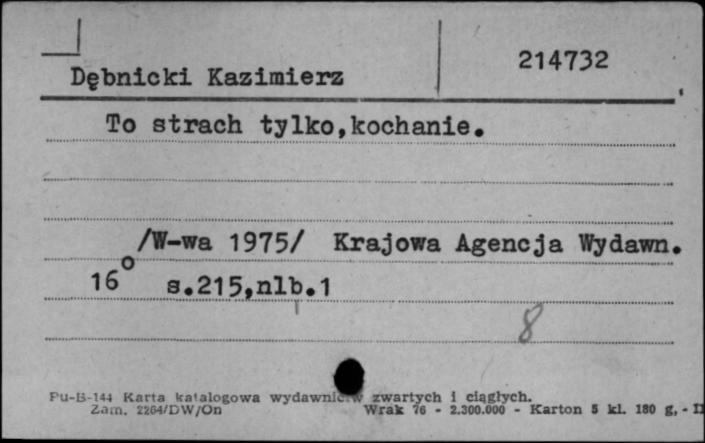 214732
Dębnicki Kazimierz
To strach tylko,kochanie.
/W-wa 1975/ Krajowa Agencja Wydawn.
16° s.215,nlb.1
8
Pu-B-144 Karta katalogowa wydawnictw zwartych i ciągłych.
Zam. 2264/DW/On Wrak 76 - 2.300.000 - Karton 5 kl. 180 g, - II